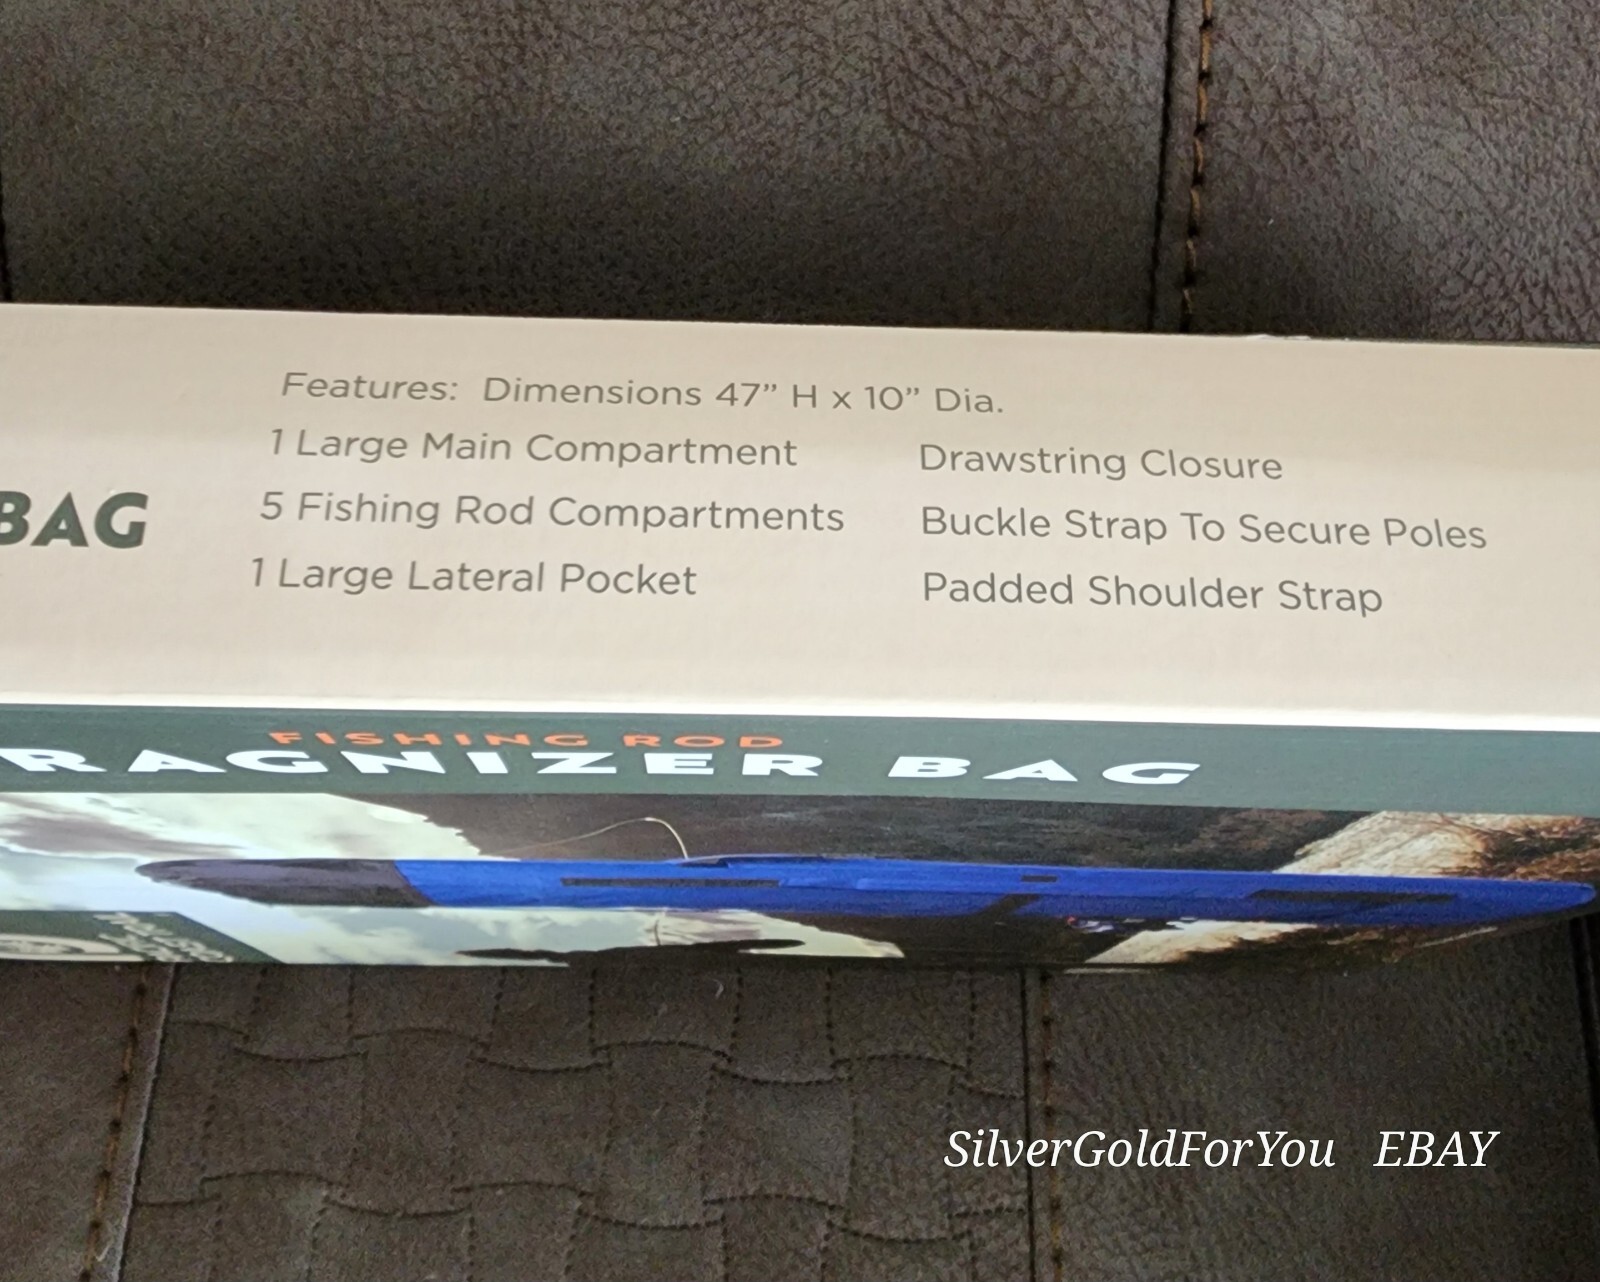 Features: Dimensions 47” H x 10” Dia.
1 Large Main Compartment
Drawstring Closure
BAG
5 Fishing Rod Compartments
Buckle Strap To Secure Poles
1 Large Lateral Pocket
Padded Shoulder Strap
FISHING ROD
RAGNIZER BAG
SilverGoldForYou EBAY